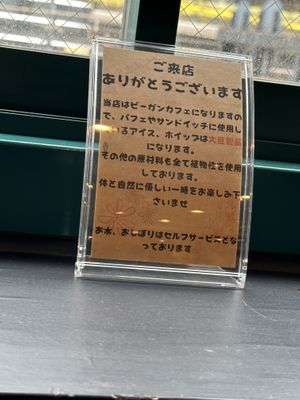 ご来店
ありがとうございます
当店はビーガンカフェになりますの
で、パフェやサンドイッチに使用して
いるアイス、ホイップは大豆製品
になります。
その他の原材料も全て植物性を使用
しております。
体と自然に優しい一時をお楽しみ下
さいませ
お水、おしぼりはセルフサービスとな
っております